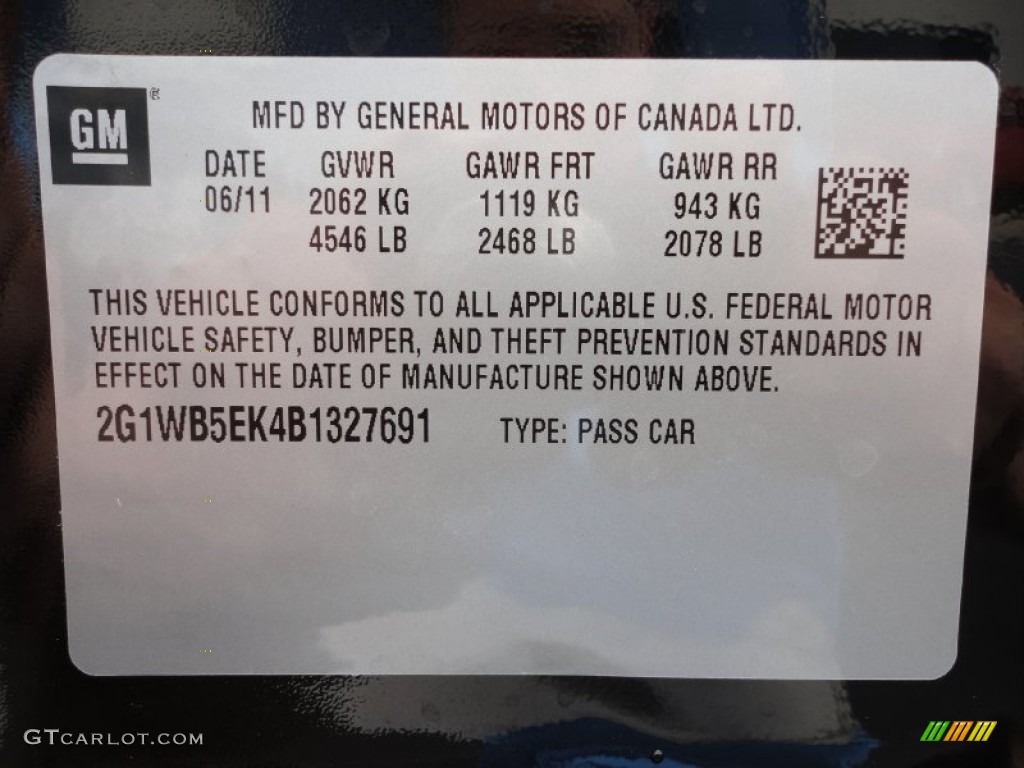 GM®
MFD BY GENERAL MOTORS OF CANADA LTD.
DATE GVWR GAWR FRT GAWR RR
06/11 2062 KG 1119 KG 943 KG
4546 LB 2468 LB 2078 LB
THIS VEHICLE CONFORMS TO ALL APPLICABLE U.S. FEDERAL MOTOR
VEHICLE SAFETY, BUMPER, AND THEFT PREVENTION STANDARDS IN
EFFECT ON THE DATE OF MANUFACTURE SHOWN ABOVE.
2G1WB5EK4B1327691 TYPE: PASS CAR
GTCARLOT.COM